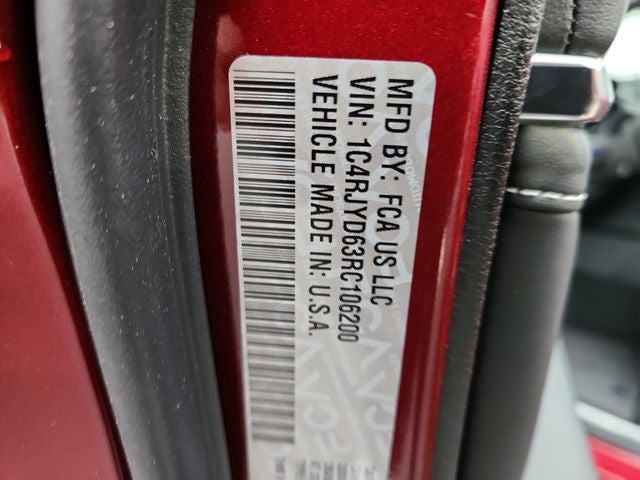 MFD BY: FCA US LLC
VIN: 1C4RJYD63RC106200
VEHICLE MADE IN: U.S.A.